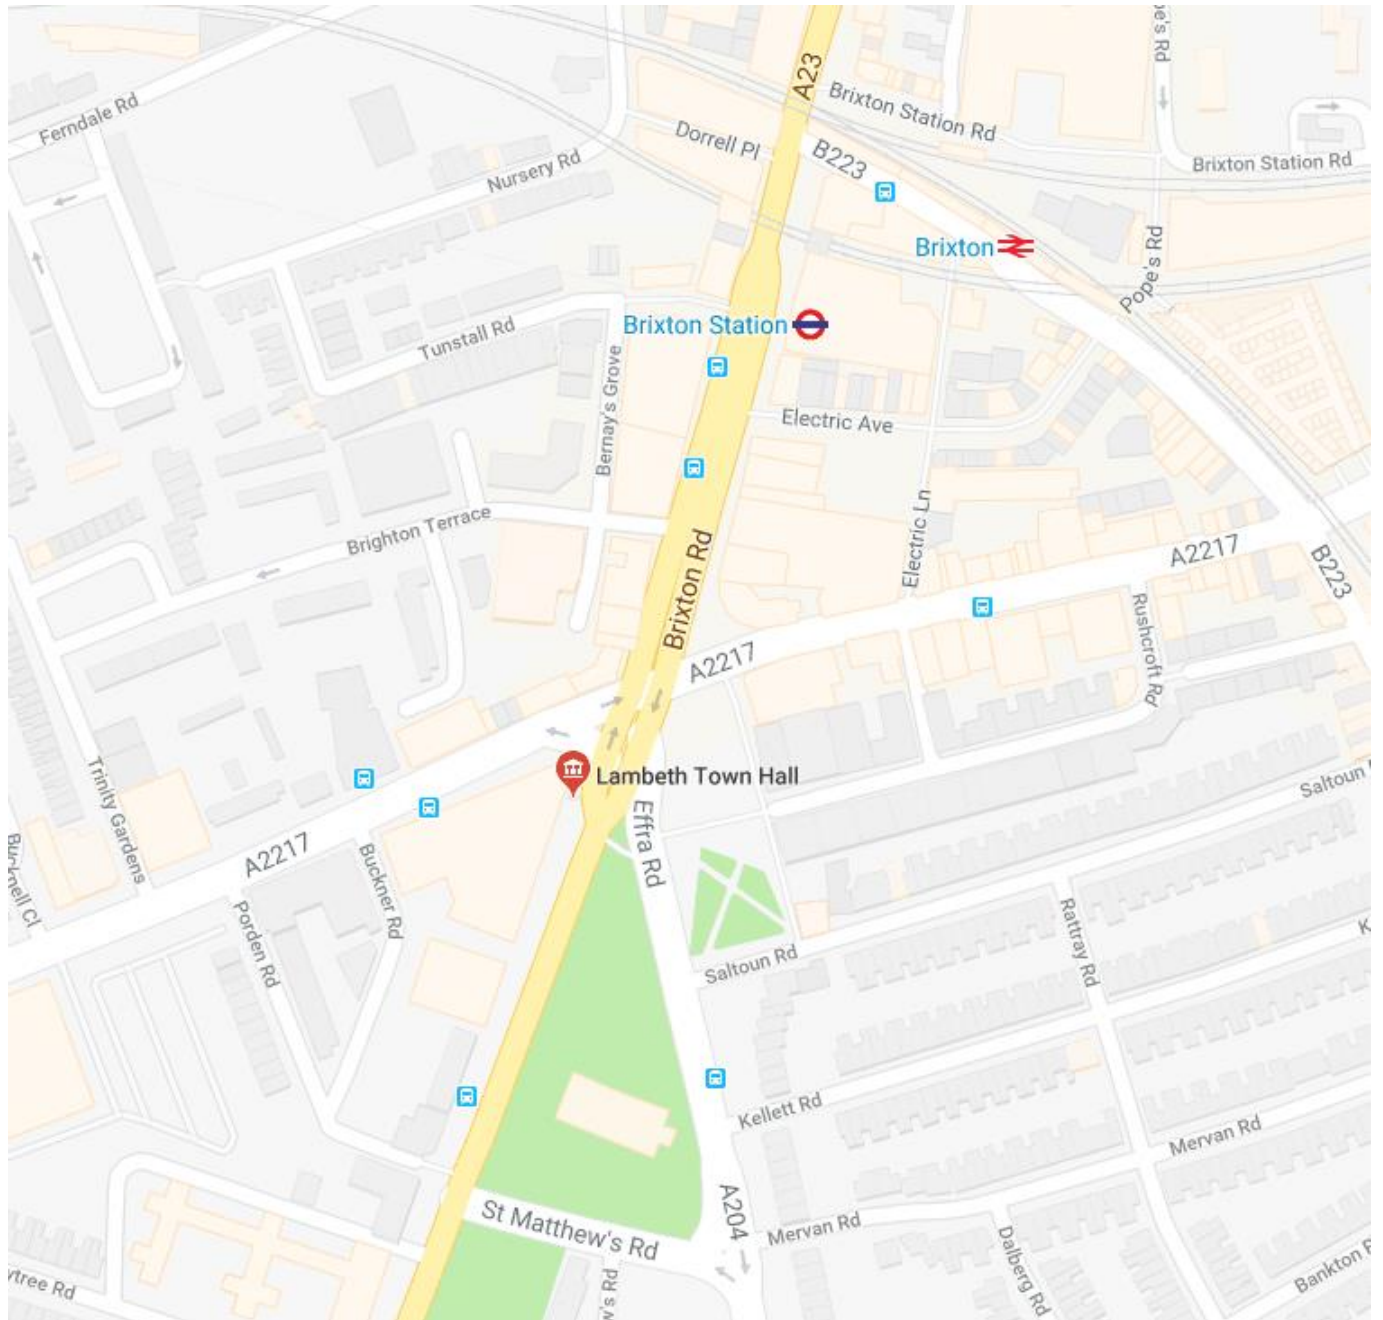 A23
Brixton Station Rd
Ferndale Rd
Dorrell Pl
B223
Nursery Rd
Brixton Station Rd
Brixton
Pope's Rd
Brixton Station
Tunstall Rd
Bernay's Grove
Electric Ave
Electric Ln
Brighton Terrace
A2217
B223
Brixton Rd
Rushcroft Rd
A2217
Lambeth Town Hall
Trinity Gardens
Saltoun
Effra Rd
A2217
Buckner Rd
Porden Rd
Rattray Rd
Saltoun Rd
Kellett Rd
Mervan Rd
A204
St Matthew's Rd
Mervan Rd
Dalberg Rd
Bankton